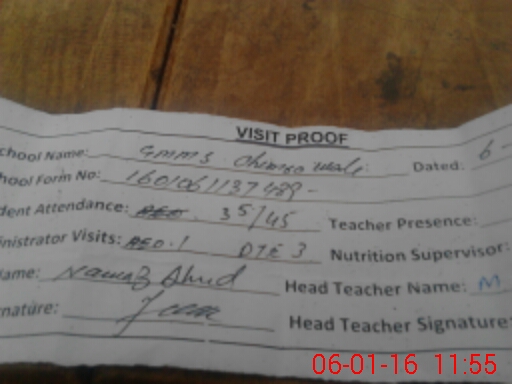 VISIT PROOF
chool Name: GMMS Dated: 6-
hool Form No:
dent Attendance: 35/45 Teacher Presence:
inistrator Visits: AEO-1 DTE 3 Nutrition Supervisor:
ame: Nawaz Ahmd Head Teacher Name: M
nature: Head Teacher Signature:
06-01-16 11:55